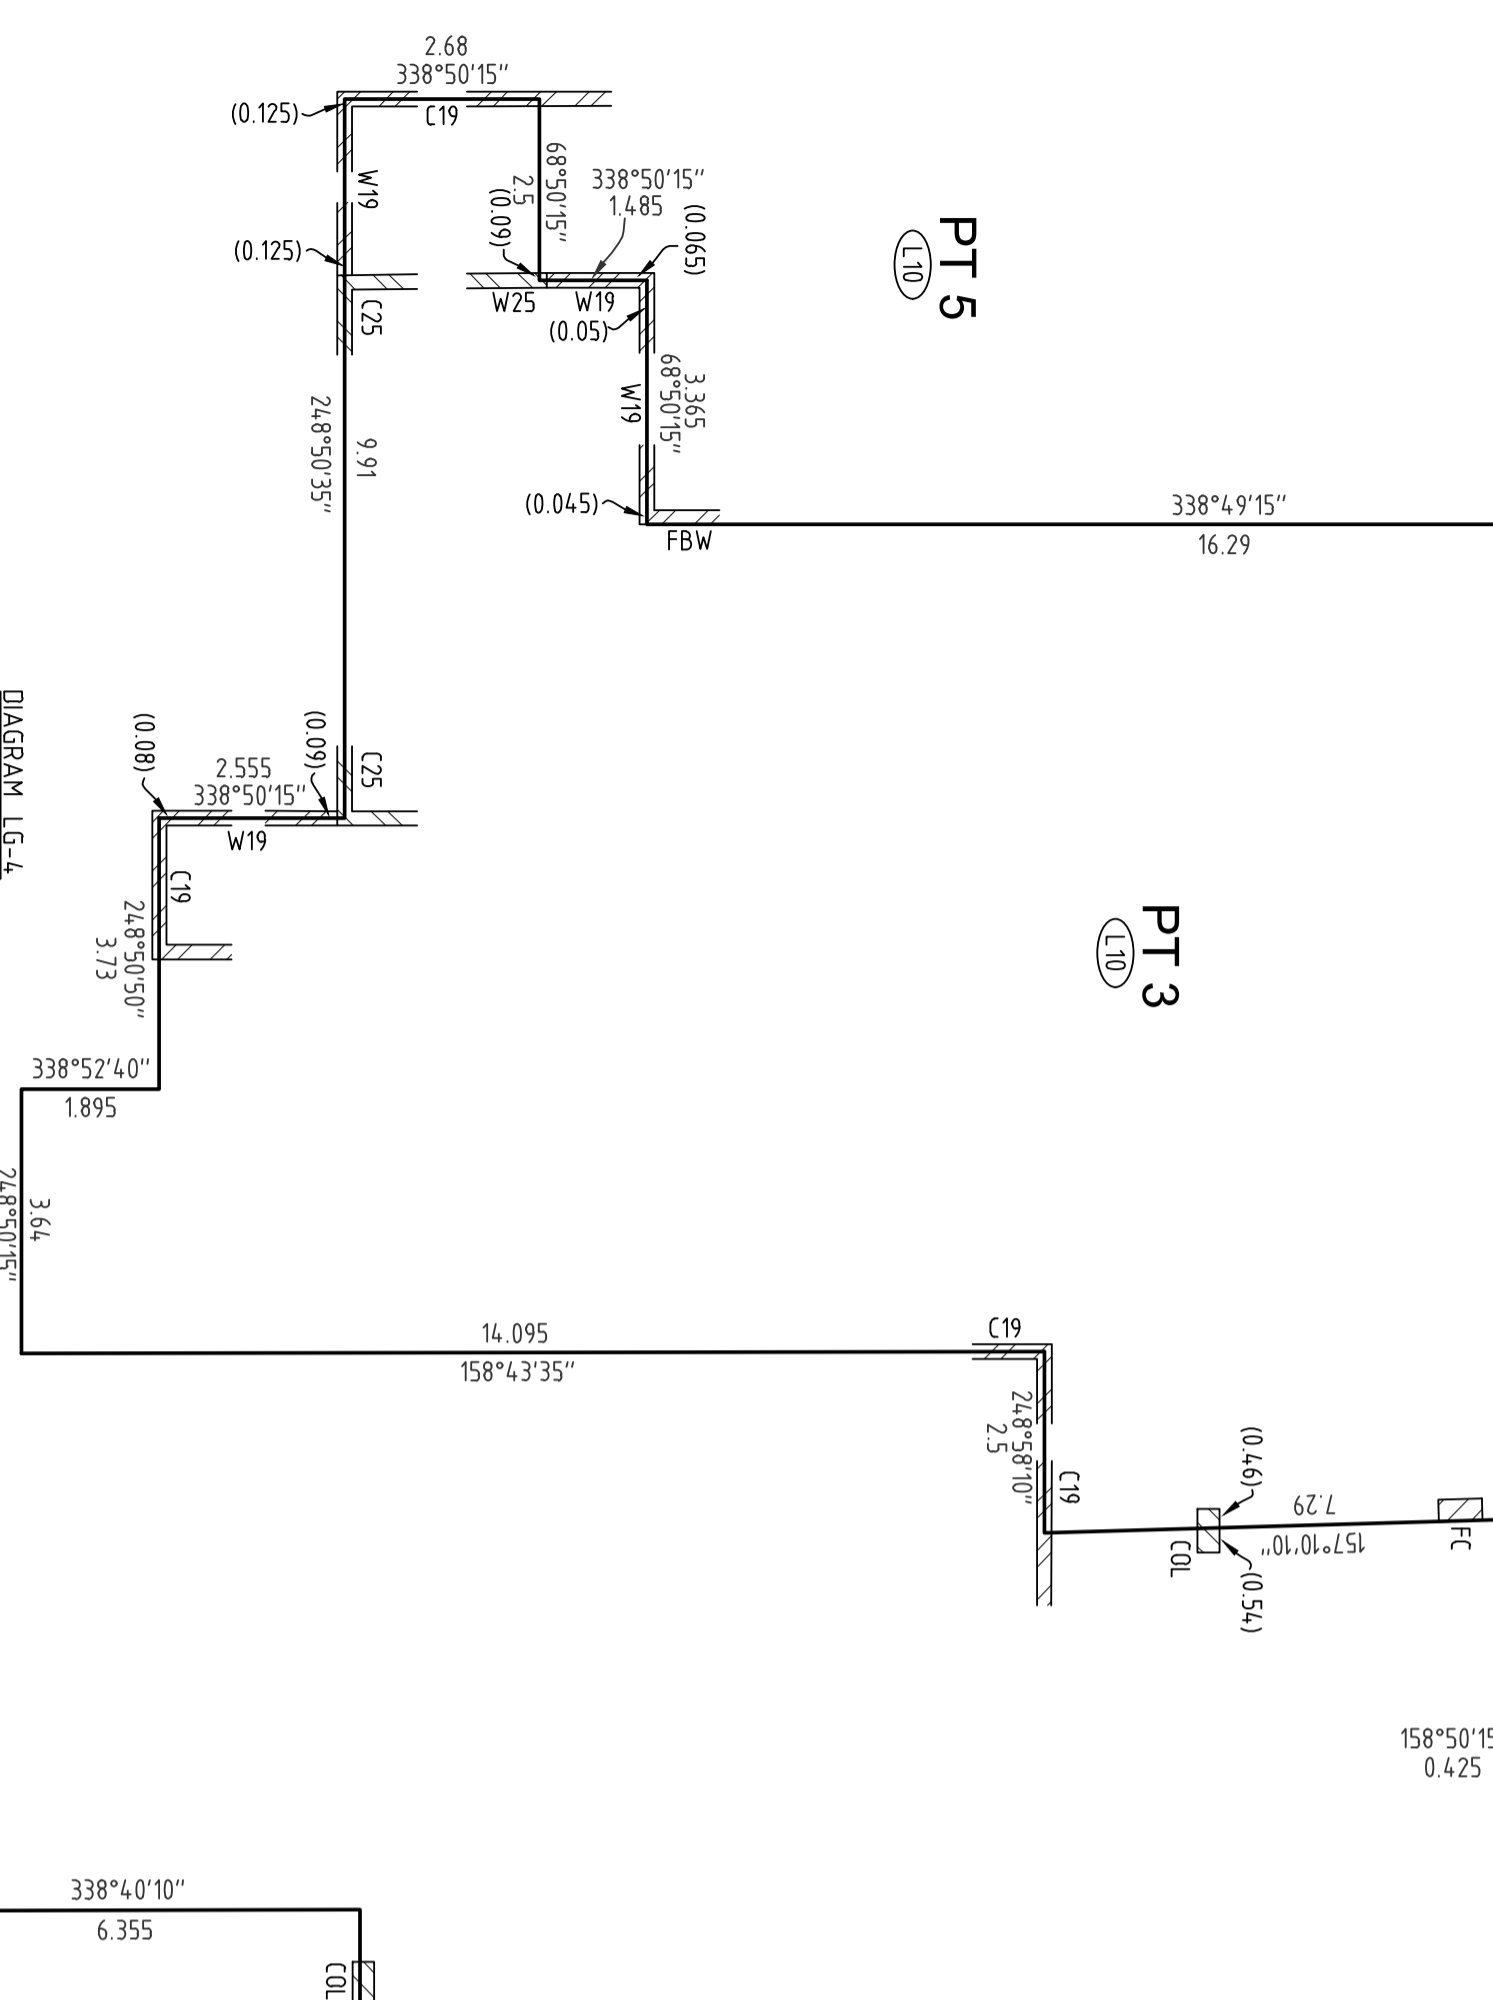 2.68
338°50'15"
(0.125)
C19
W19
68°50'15"
2.5
(0.09)
338°50'15"
1.485
(0.065)
(0.125)
C25
W25
W19
(0.05)
PT 5
L10
3.365
68°50'15"
W19
9.91
248°50'35"
(0.045)
FBW
338°49'15"
16.29
DIAGRAM LG-4
(0.08)
2.555
338°50'15"
(0.09)
C25
W19
C19
248°50'50"
3.73
PT 3
L10
338°52'40"
1.895
3.64
248°50'15"
14.095
158°43'35"
C19
248°58'10"
2.5
C19
(0.46)
7.29
157°10'10"
COL
(0.54)
FC
158°50'15
0.425
338°40'10"
6.355
COL